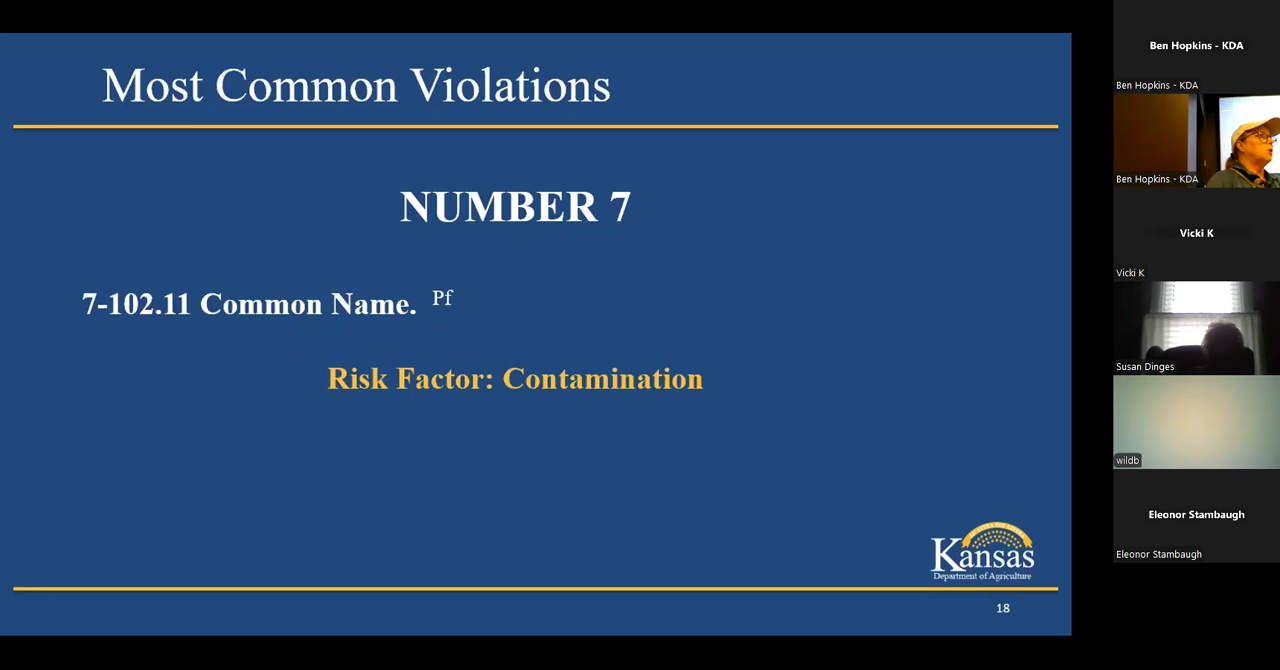 Most Common Violations
NUMBER 7
7-102.11 Common Name. Pf
Risk Factor: Contamination
Kansas
Department of Agriculture
18
Ben Hopkins - KDA
Ben Hopkins - KDA
Ben Hopkins - KDA
Vicki K
Vicki K
Susan Dinges
wildb
Eleonor Stambaugh
Eleonor Stambaugh